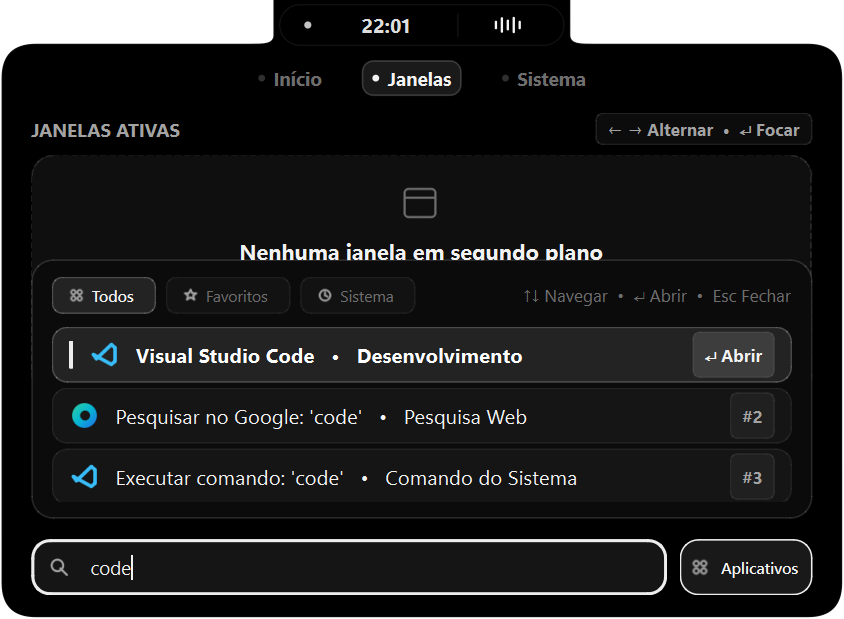 22:01
Início Janelas Sistema
JANELAS ATIVAS ← → Alternar • ↵ Focar
Nenhuma janela em segundo plano
Todos Favoritos Sistema ↑↓ Navegar • ↵ Abrir • Esc Fechar
Visual Studio Code • Desenvolvimento ↵ Abrir
Pesquisar no Google: 'code' • Pesquisa Web #2
Executar comando: 'code' • Comando do Sistema #3
code Aplicativos